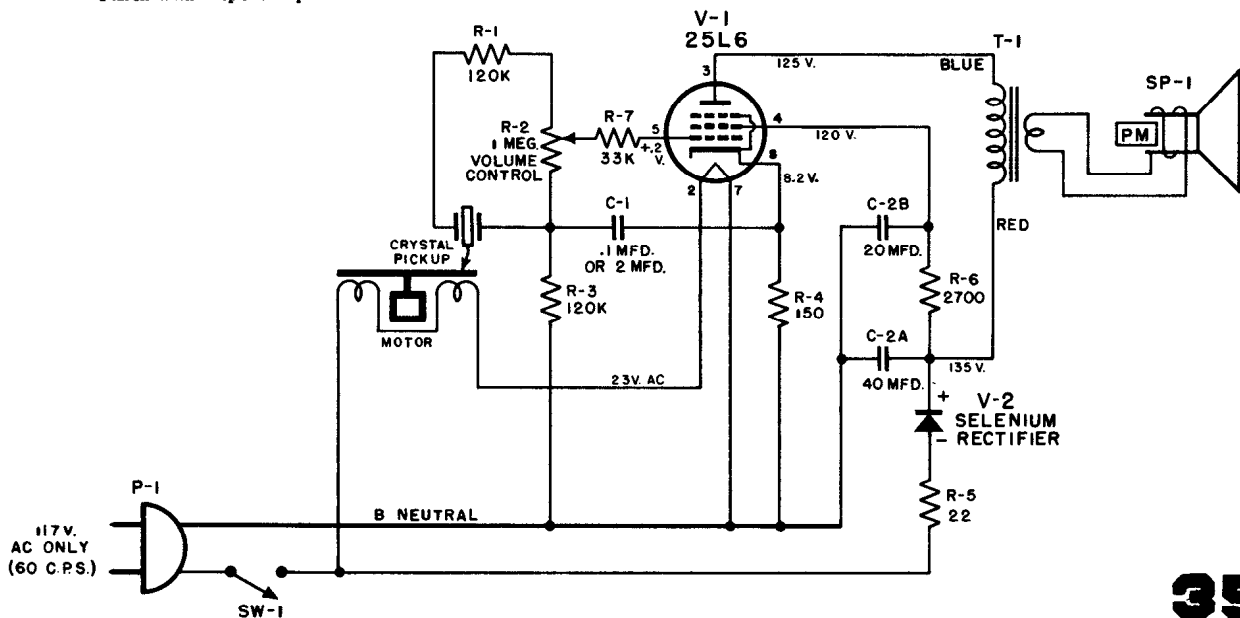 V-1
25L6
R-1
120K
3
125 V.
BLUE
T-1
SP-1
PM
R-2
1 MEG.
VOLUME
CONTROL
R-7
33K
5
+.2
V.
4
120 V.
8
8.2 V.
2
7
C-1
.1 MFD.
OR 2 MFD.
CRYSTAL
PICKUP
MOTOR
R-3
120K
R-4
150
C-2B
20 MFD.
RED
R-6
2700
C-2A
40 MFD.
135 V.
23V. AC
+
V-2
SELENIUM
- RECTIFIER
P-1
B NEUTRAL
R-5
22
117 V.
AC ONLY
(60 C.P.S.)
SW-1
35